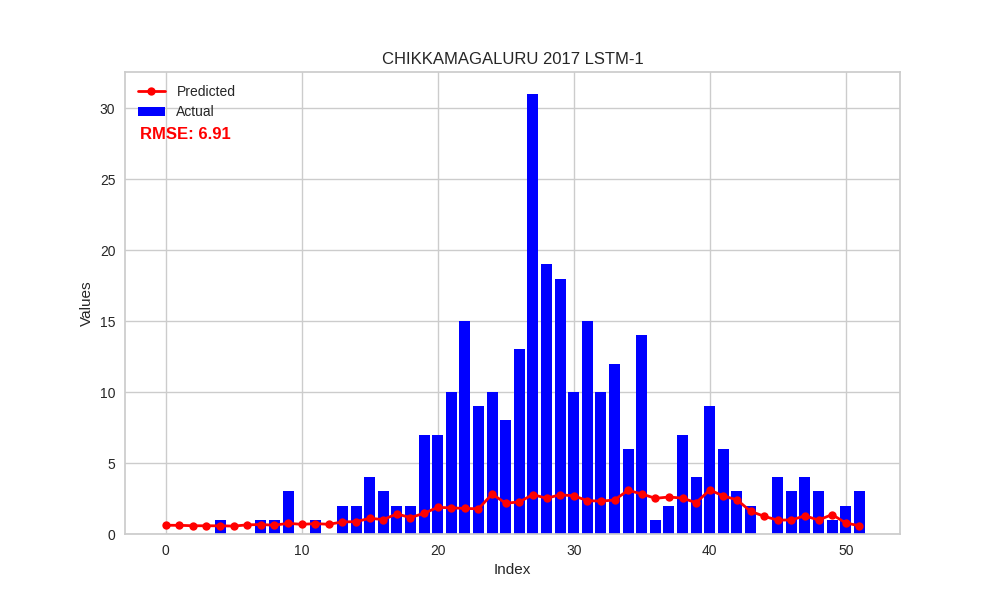 CHIKKAMAGALURU 2017 LSTM-1
Predicted
Actual
RMSE: 6.91
30
25
20
15
10
5
0
Values
0 10 20 30 40 50
Index